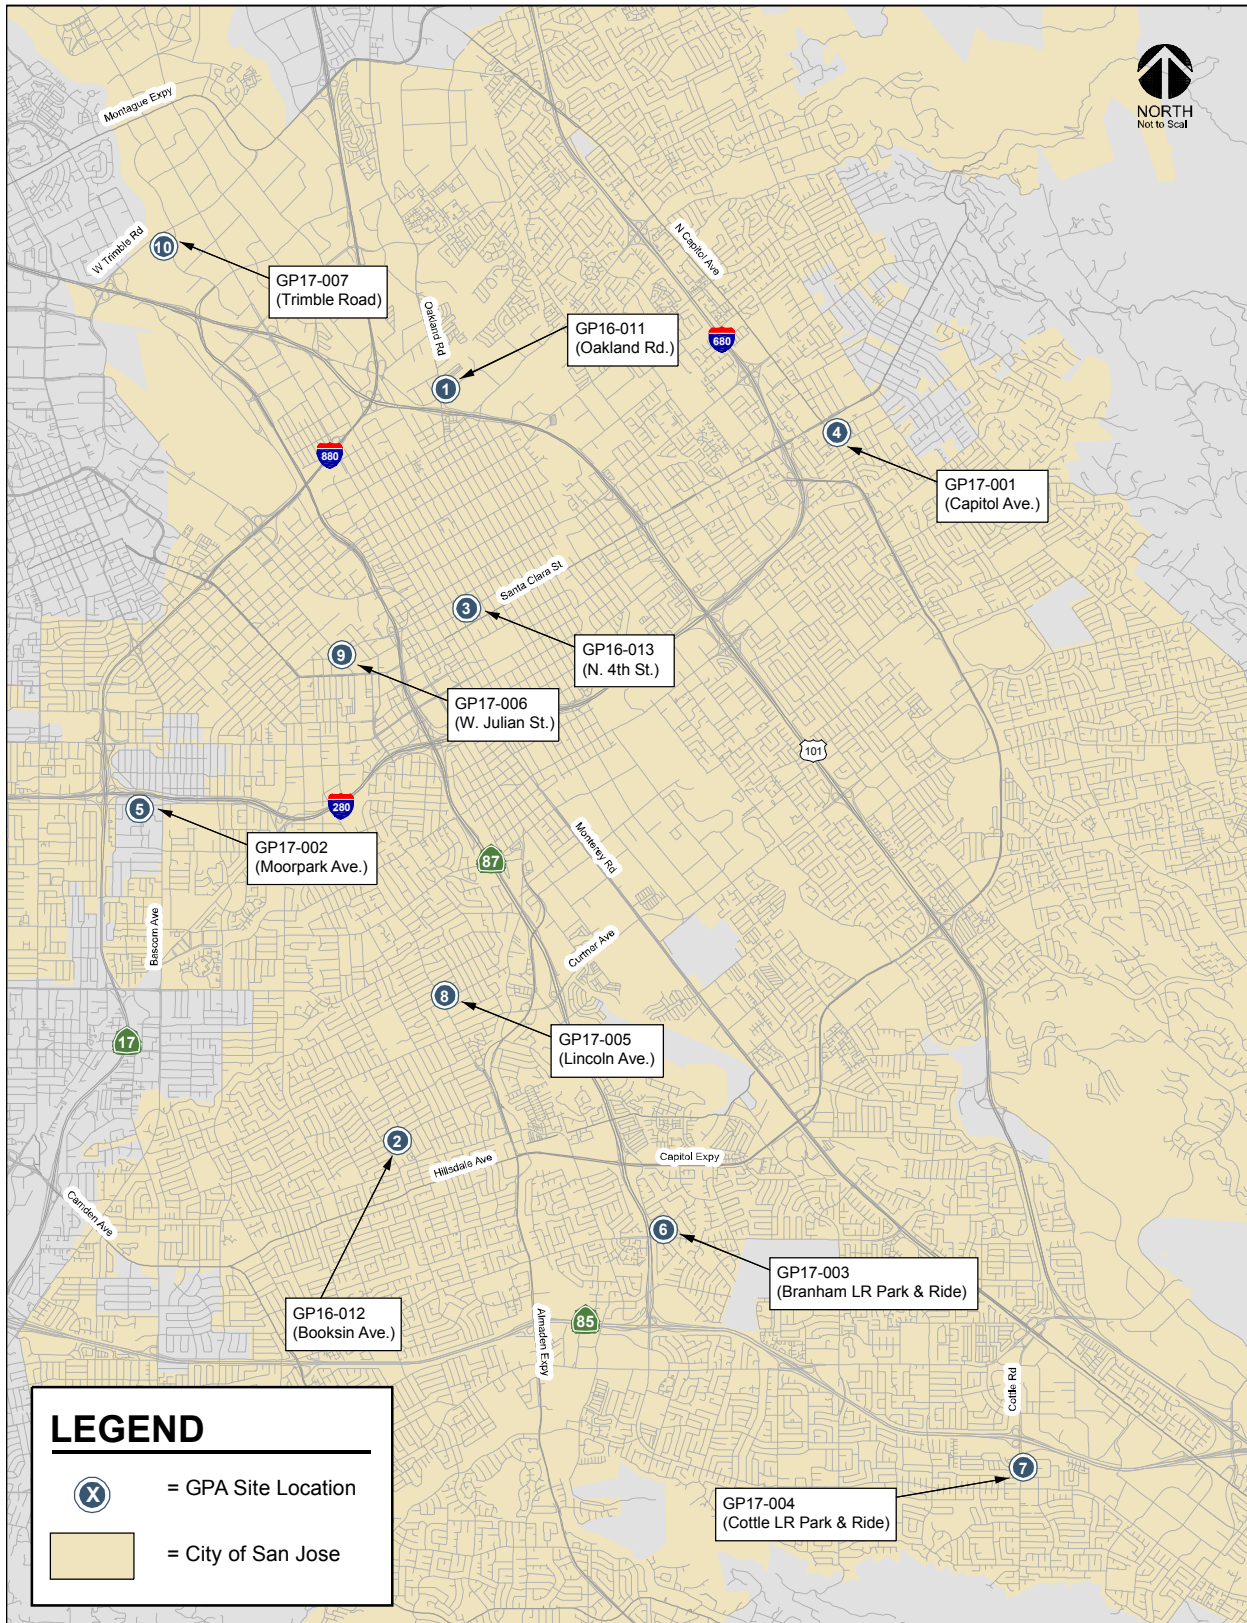 NORTH
Not to Scal
Montague Expy
W Trimble Rd
10
GP17-007
(Trimble Road)
N Capitol Ave
Oakland Rd
GP16-011
(Oakland Rd.)
680
1
4
880
GP17-001
(Capitol Ave.)
Santa Clara St
3
GP16-013
(N. 4th St.)
9
GP17-006
(W. Julian St.)
101
5
280
GP17-002
(Moorpark Ave.)
Monterey Rd
87
Bascom Ave
Curtner Ave
8
17
GP17-005
(Lincoln Ave.)
2
Hillsdale Ave
Capitol Expy
Camden Ave
6
GP17-003
(Branham LR Park & Ride)
GP16-012
(Booksin Ave.)
85
Almaden Expy
Cottle Rd
7
GP17-004
(Cottle LR Park & Ride)
LEGEND
X
= GPA Site Location
= City of San Jose